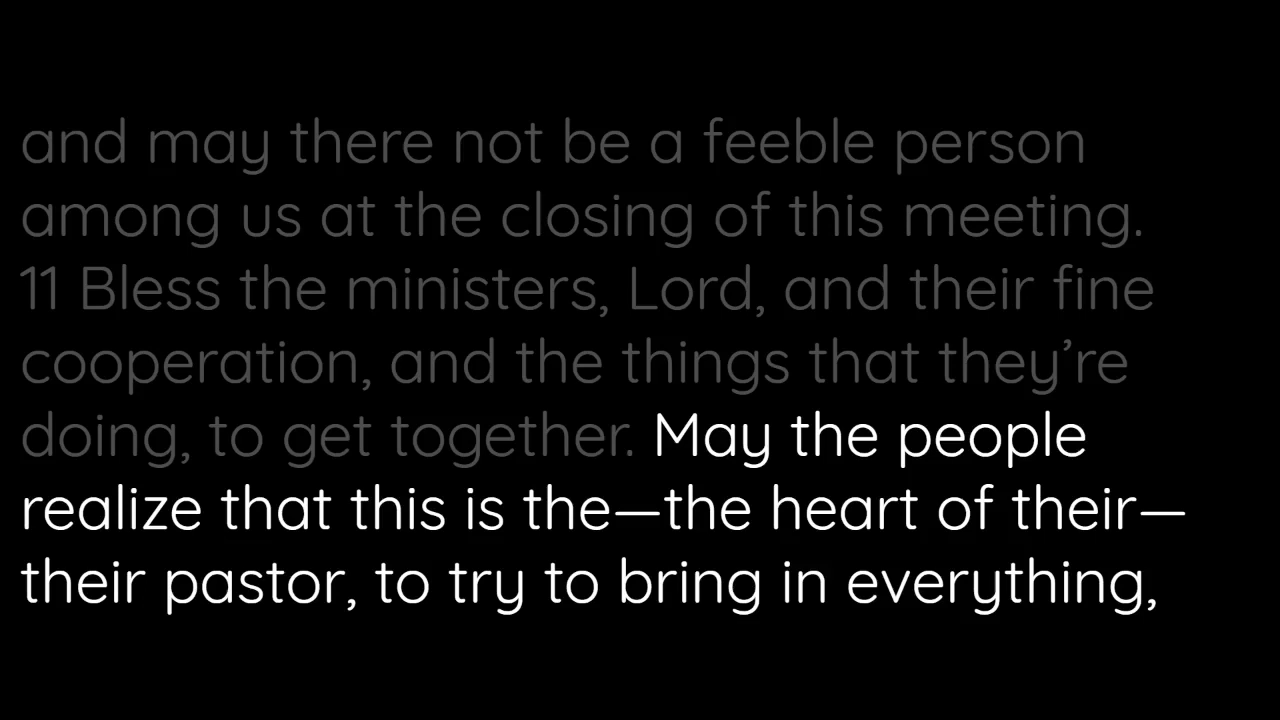 and may there not be a feeble person
among us at the closing of this meeting.
11 Bless the ministers, Lord, and their fine
cooperation, and the things that they’re
doing, to get together. May the people
realize that this is the—the heart of their—
their pastor, to try to bring in everything,